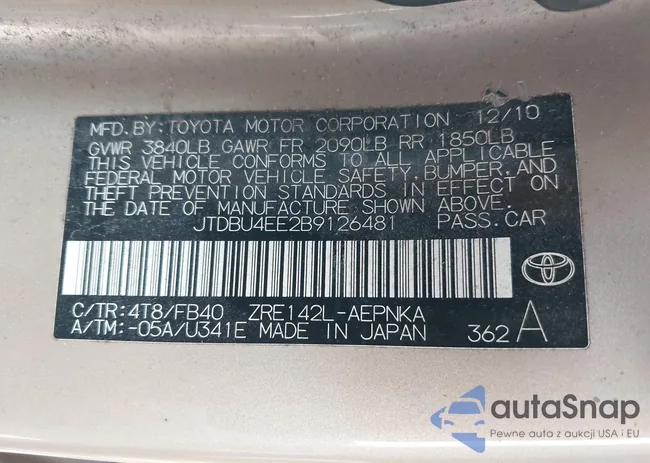 MFD. BY: TOYOTA MOTOR CORPORATION 12/10
GVWR 3840LB GAWR FR 2090LB RR 1850LB
THIS VEHICLE CONFORMS TO ALL APPLICABLE
FEDERAL MOTOR VEHICLE SAFETY, BUMPER, AND
THEFT PREVENTION STANDARDS IN EFFECT ON
THE DATE OF MANUFACTURE SHOWN ABOVE.
JTDBU4EE2B9126481 PASS. CAR
C/TR: 4T8/FB40 ZRE142L-AEPNKA
A/TM: -05A/U341E MADE IN JAPAN 362 A
autaSnap
Pewne auta z aukcji USA i EU